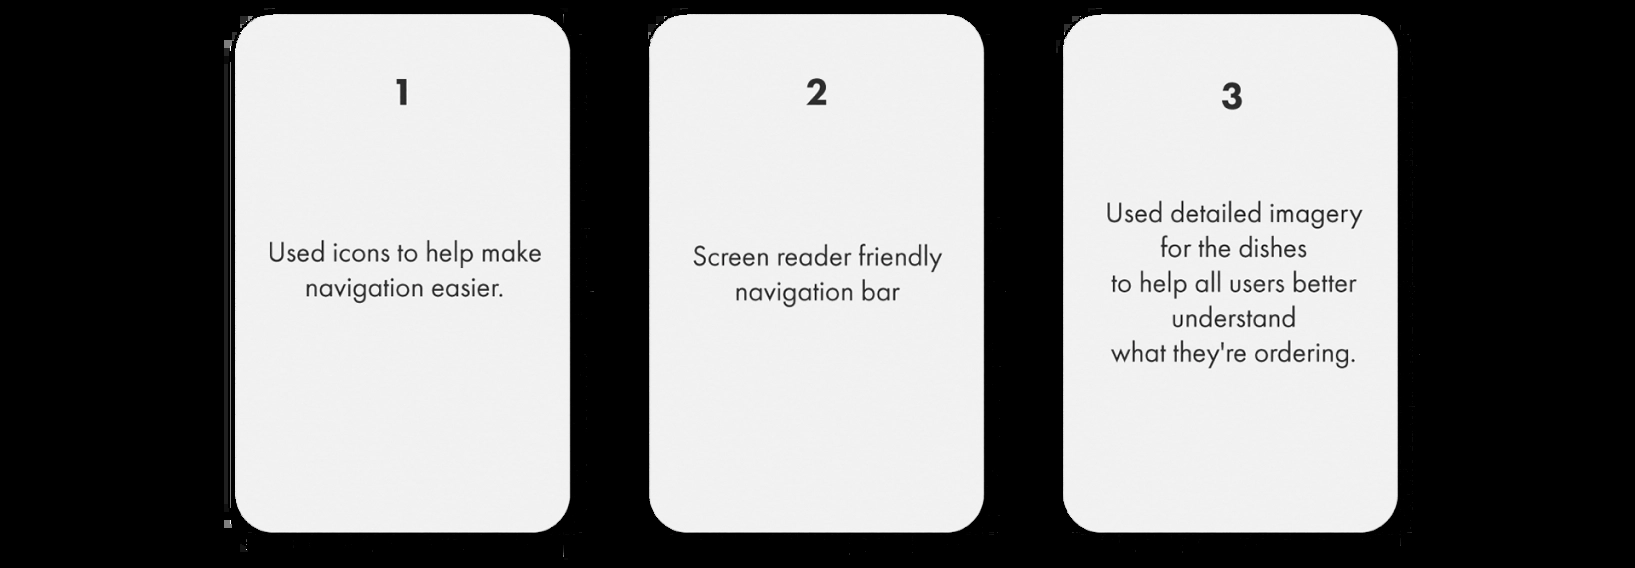 1
Used icons to help make
navigation easier.
2
Screen reader friendly
navigation bar
3
Used detailed imagery
for the dishes
to help all users better
understand
what they're ordering.